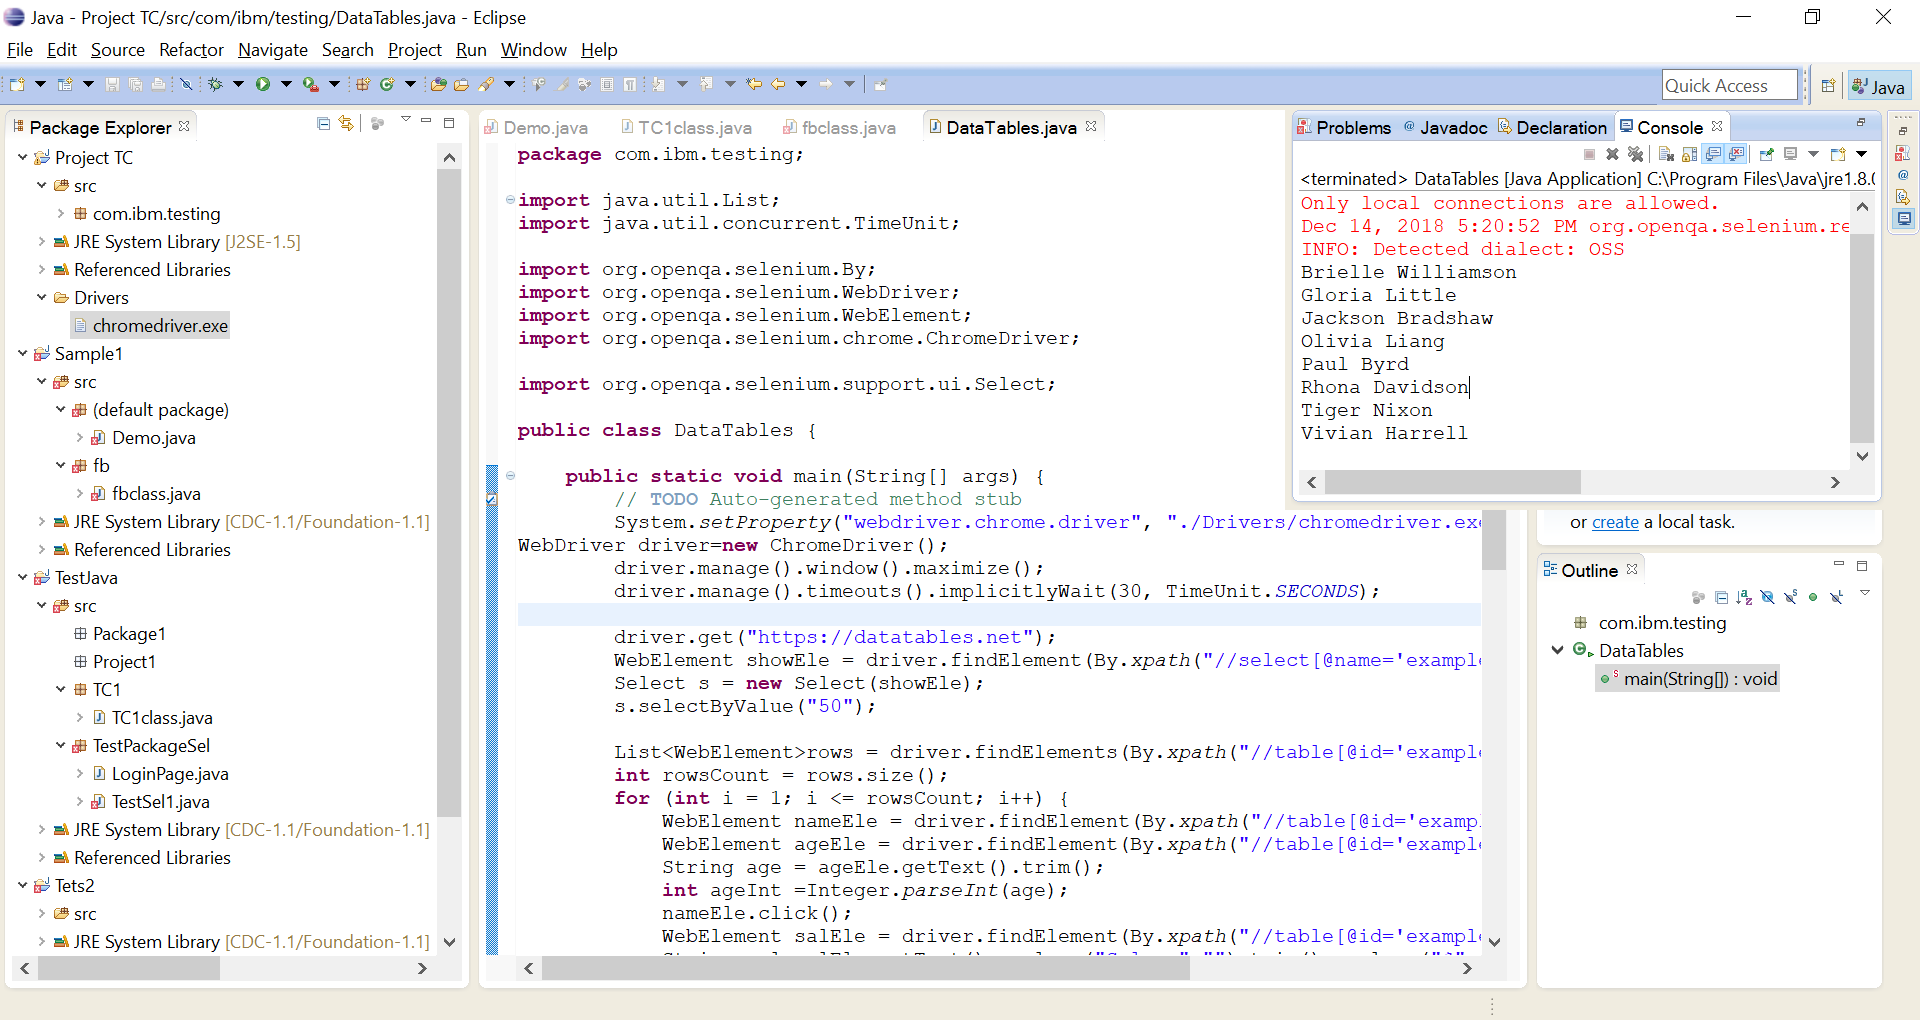 Java - Project TC/src/com/ibm/testing/DataTables.java - Eclipse
File Edit Source Refactor Navigate Search Project Run Window Help
Quick Access
Java
Package Explorer
Project TC
src
com.ibm.testing
JRE System Library [J2SE-1.5]
Referenced Libraries
Drivers
chromedriver.exe
Sample1
src
(default package)
Demo.java
fb
fbclass.java
JRE System Library [CDC-1.1/Foundation-1.1]
Referenced Libraries
TestJava
src
Package1
Project1
TC1
TC1class.java
TestPackageSel
LoginPage.java
TestSel1.java
JRE System Library [CDC-1.1/Foundation-1.1]
Referenced Libraries
Tets2
src
JRE System Library [CDC-1.1/Foundation-1.1]
Demo.java TC1class.java fbclass.java DataTables.java
package com.ibm.testing;
import java.util.List;
import java.util.concurrent.TimeUnit;
import org.openqa.selenium.By;
import org.openqa.selenium.WebDriver;
import org.openqa.selenium.WebElement;
import org.openqa.selenium.chrome.ChromeDriver;
import org.openqa.selenium.support.ui.Select;
public class DataTables {
public static void main(String[] args) {
// TODO Auto-generated method stub
System.setProperty("webdriver.chrome.driver", "./Drivers/chromedriver.exe
WebDriver driver=new ChromeDriver();
driver.manage().window().maximize();
driver.manage().timeouts().implicitlyWait(30, TimeUnit.SECONDS);
driver.get("https://datatables.net");
WebElement showEle = driver.findElement(By.xpath("//select[@name='example
Select s = new Select(showEle);
s.selectByValue("50");
List<WebElement>rows = driver.findElements(By.xpath("//table[@id='example
int rowsCount = rows.size();
for (int i = 1; i <= rowsCount; i++) {
WebElement nameEle = driver.findElement(By.xpath("//table[@id='examp
WebElement ageEle = driver.findElement(By.xpath("//table[@id='example
String age = ageEle.getText().trim();
int ageInt =Integer.parseInt(age);
nameEle.click();
WebElement salEle = driver.findElement(By.xpath("//table[@id='example
Problems Javadoc Declaration Console
<terminated> DataTables [Java Application] C:\Program Files\Java\jre1.8.0
Only local connections are allowed.
Dec 14, 2018 5:20:52 PM org.openqa.selenium.re
INFO: Detected dialect: OSS
Brielle Williamson
Gloria Little
Jackson Bradshaw
Olivia Liang
Paul Byrd
Rhona Davidson
Tiger Nixon
Vivian Harrell
or create a local task.
Outline
com.ibm.testing
DataTables
main(String[]) : void